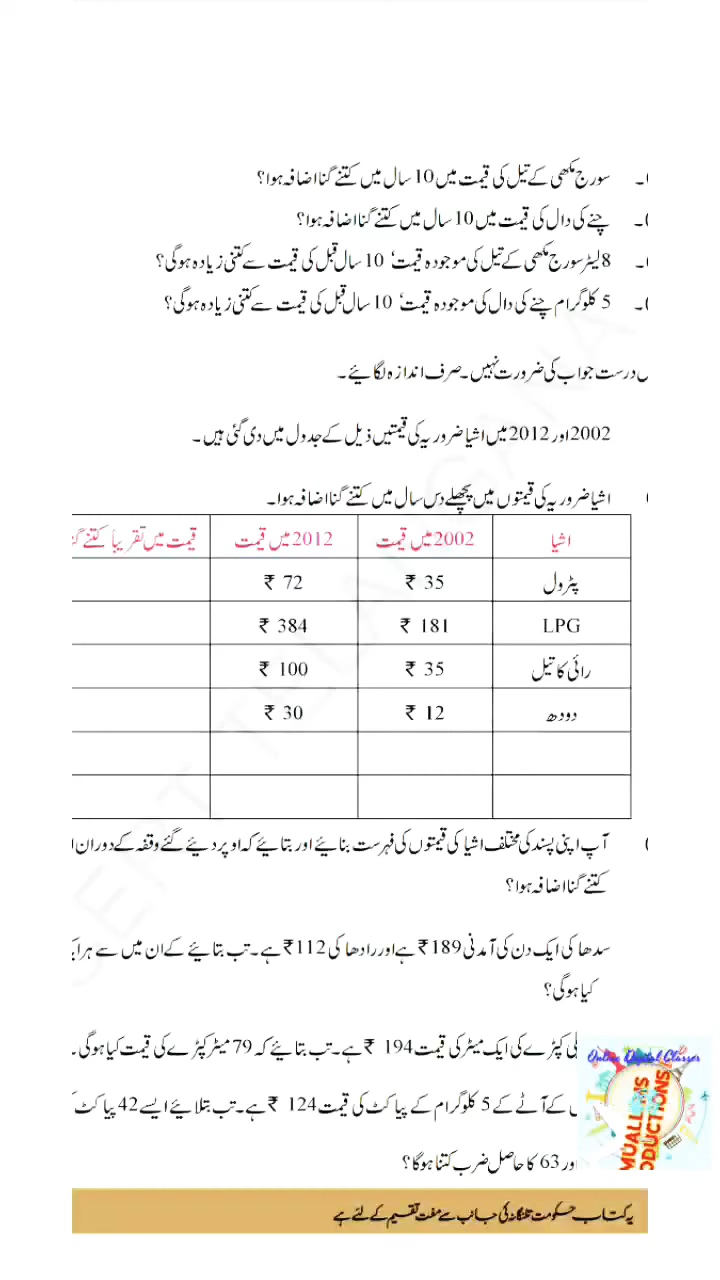 ۔ سورج مکھی کے تیل کی قیمت میں 10 سال میں کتنے گنا اضافہ ہوا؟
۔ چنے کی دال کی قیمت میں 10 سال میں کتنے گنا اضافہ ہوا؟
۔ 8 لیٹر سورج مکھی کے تیل کی موجودہ قیمت، 10 سال قبل کی قیمت سے کتنی زیادہ ہوگی؟
۔ 5 کلوگرام چنے کی دال کی موجودہ قیمت، 10 سال قبل کی قیمت سے کتنی زیادہ ہوگی؟
درست جواب کی ضرورت نہیں۔ صرف اندازہ لگائیے۔
2002 اور 2012 میں اشیا ضروریہ کی قیمتیں ذیل کے جدول میں دی گئی ہیں۔
اشیا ضروریہ کی قیمتوں میں پچھلے دس سال میں کتنے گنا اضافہ ہوا۔
اشیا 2002 میں قیمت 2012 میں قیمت قیمت میں تقریباً کتنے
پٹرول ₹ 35 ₹ 72
LPG ₹ 181 ₹ 384
رائی کا تیل ₹ 35 ₹ 100
دودھ ₹ 12 ₹ 30
آپ اپنی پسند کی مختلف اشیا کی قیمتوں کی فہرست بنائیے اور بتائیے کہ اوپر دیئے گئے وقفہ کے دوران
کتنے گنا اضافہ ہوا؟
سدھا کی ایک دن کی آمدنی ₹189 ہے اور رادھا کی ₹112 ہے۔ تب بتائیے کے ان میں سے ہر
کیا ہوگی؟
کپڑے کی ایک میٹر کی قیمت ₹ 194 ہے۔ تب بتائیے کہ 79 میٹر کپڑے کی قیمت کیا ہوگی۔
کے آٹے کے 5 کلوگرام کے پیاکٹ کی قیمت ₹ 124 ہے۔ تب بتلائیے ایسے 42 پیاکٹ
63 کا حاصل ضرب کتنا ہوگا؟
Online Digital Classes
MUALLIMS
ODUCTIONS
یہ کتاب حکومت تلنگانہ کی جانب سے مفت تقسیم کے لئے ہے